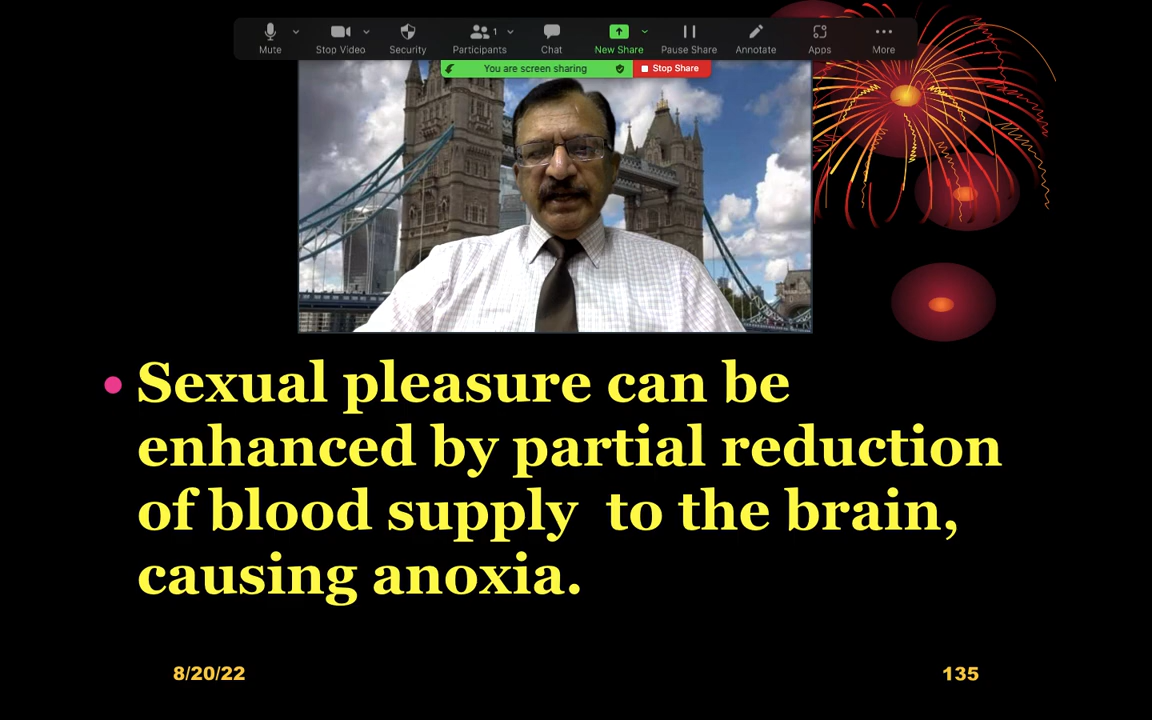 Mute
Stop Video
Security
Participants
1
Chat
New Share
Pause Share
Annotate
Apps
More
You are screen sharing
Stop Share
• Sexual pleasure can be
enhanced by partial reduction
of blood supply to the brain,
causing anoxia.
8/20/22
135